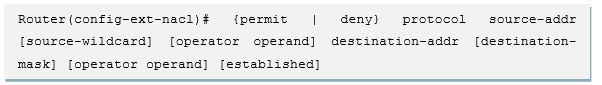 Router(config-ext-nacl)# {permit | deny} protocol source-addr
[source-wildcard] [operator operand] destination-addr [destination-
mask] [operator operand] [established]